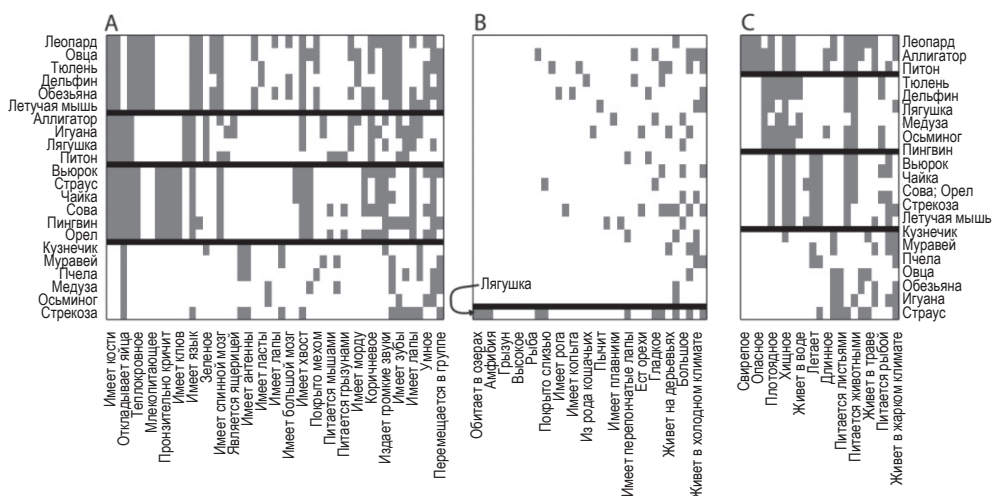 A
B
C
Леопард
Овца
Тюлень
Дельфин
Обезьяна
Летучая мышь
Аллигатор
Игуана
Лягушка
Питон
Вьюрок
Страус
Чайка
Сова
Пингвин
Орел
Кузнечик
Муравей
Пчела
Медуза
Осьминог
Стрекоза
Лягушка
Леопард
Аллигатор
Питон
Тюлень
Дельфин
Лягушка
Медуза
Осьминог
Пингвин
Вьюрок
Чайка
Сова; Орел
Стрекоза
Летучая мышь
Кузнечик
Муравей
Пчела
Овца
Обезьяна
Игуана
Страус
Имеет кости
Откладывает яйца
Теплокровное
Млекопитающее
Пронзительно кричит
Имеет клюв
Имеет язык
Зеленое
Имеет спинной мозг
Является ящерицей
Имеет антенны
Имеет ласты
Имеет лапы
Имеет большой мозг
Имеет хвост
Покрыто мехом
Питается мышами
Питается грызунами
Имеет морду
Коричневое
Издает громкие звуки
Имеет зубы
Имеет лапы
Умное
Перемещается в группе
Обитает в озерах
Амфибия
Грызун
Высокое
Рыба
Покрыто слизью
Имеет рога
Имеет копыта
Из рода кошачьих
Пычит
Имеет плавники
Имеет перепончатые лапы
Ест орехи
Гладкое
Живет на деревьях
Большое
Живет в холодном климате
Свирепое
Опасное
Плотоядное
Хищное
Живет в воде
Летает
Длинное
Питается листьями
Питается животными
Живет в траве
Питается рыбой
Живет в жарком климате